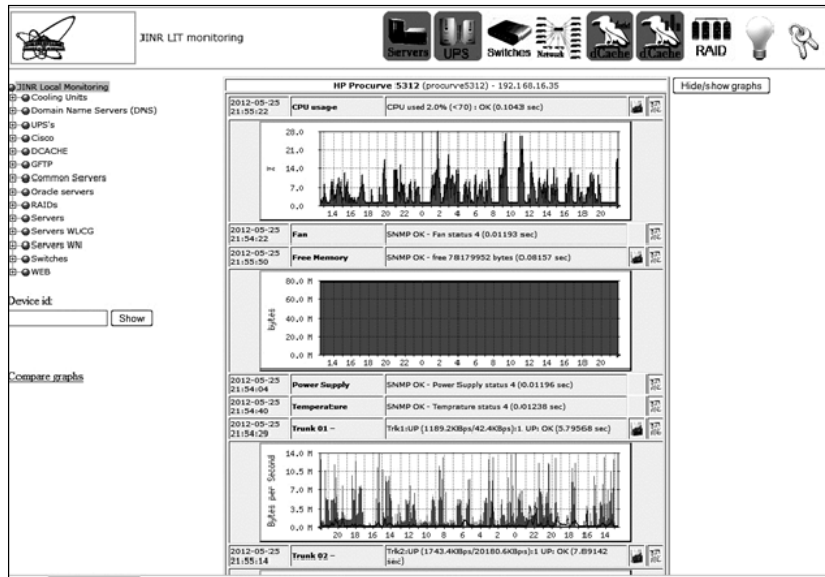 JINR LIT monitoring
Servers
UPS
Switches
Network
dCache
dCache
RAID
JINR Local Monitoring
Cooling Units
Domain Name Servers (DNS)
UPS's
Cisco
DCACHE
GFTP
Common Servers
Oracle servers
RAIDs
Servers
Servers WLCG
Servers WNI
Switches
WEB
Device id:
Show
Compare graphs
HP Procurve 5312 (procurve5312) - 192.168.16.35
Hide/show graphs
2012-05-25 21:55:22 CPU usage CPU used 2.0% (<70) : OK (0.1043 sec)
28.0
21.0
14.0
7.0
0.0
14 16 18 20 22 0 2 4 6 8 10 12 14 16 18 20
2012-05-25 21:54:22 Fan SNMP OK - Fan status 4 (0.01193 sec)
2012-05-25 21:55:50 Free Memory SNMP OK - free 78179952 bytes (0.08157 sec)
80.0 M
60.0 M
40.0 M
20.0 M
0.0 M
bytes
14 16 18 20 22 0 2 4 6 8 10 12 14 16 18 20
2012-05-25 21:54:04 Power Supply SNMP OK - Power Supply status 4 (0.01196 sec)
2012-05-25 21:54:40 Temperature SNMP OK - Temprature status 4 (0.01238 sec)
2012-05-25 21:54:29 Trunk 01 - Trk1:UP (1189.2KBps/42.4KBps):1 UP: OK (5.79568 sec)
14.0 M
10.5 M
7.0 M
3.5 M
0.0 M
Bytes per Second
20 18 16 14 12 10 8 6 4 2 0 22 20 18 16 14
2012-05-25 21:55:14 Trunk 02 - Trk2:UP (1743.4KBps/20180.6KBps):1 UP: OK (7.89142 sec)